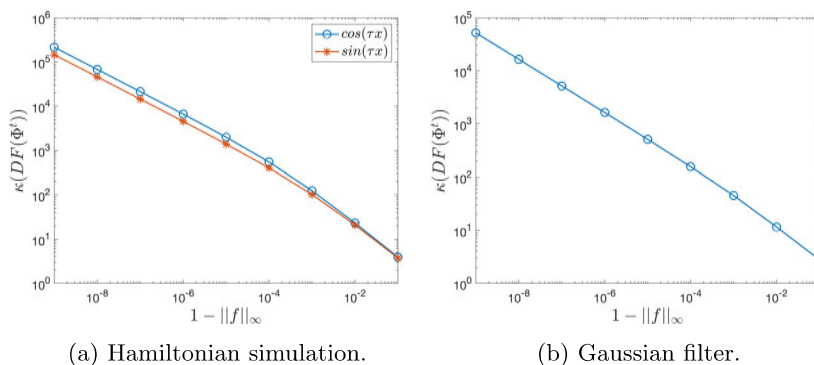 10^6
10^5
10^4
10^3
10^2
10^1
10^0
κ(DF(Φ^t))
cos(τx)
sin(τx)
10^-8
10^-6
10^-4
10^-2
1 − ||f||_∞
(a) Hamiltonian simulation.
10^5
10^4
10^3
10^2
10^1
10^0
κ(DF(Φ^t))
10^-8
10^-6
10^-4
10^-2
1 − ||f||_∞
(b) Gaussian filter.